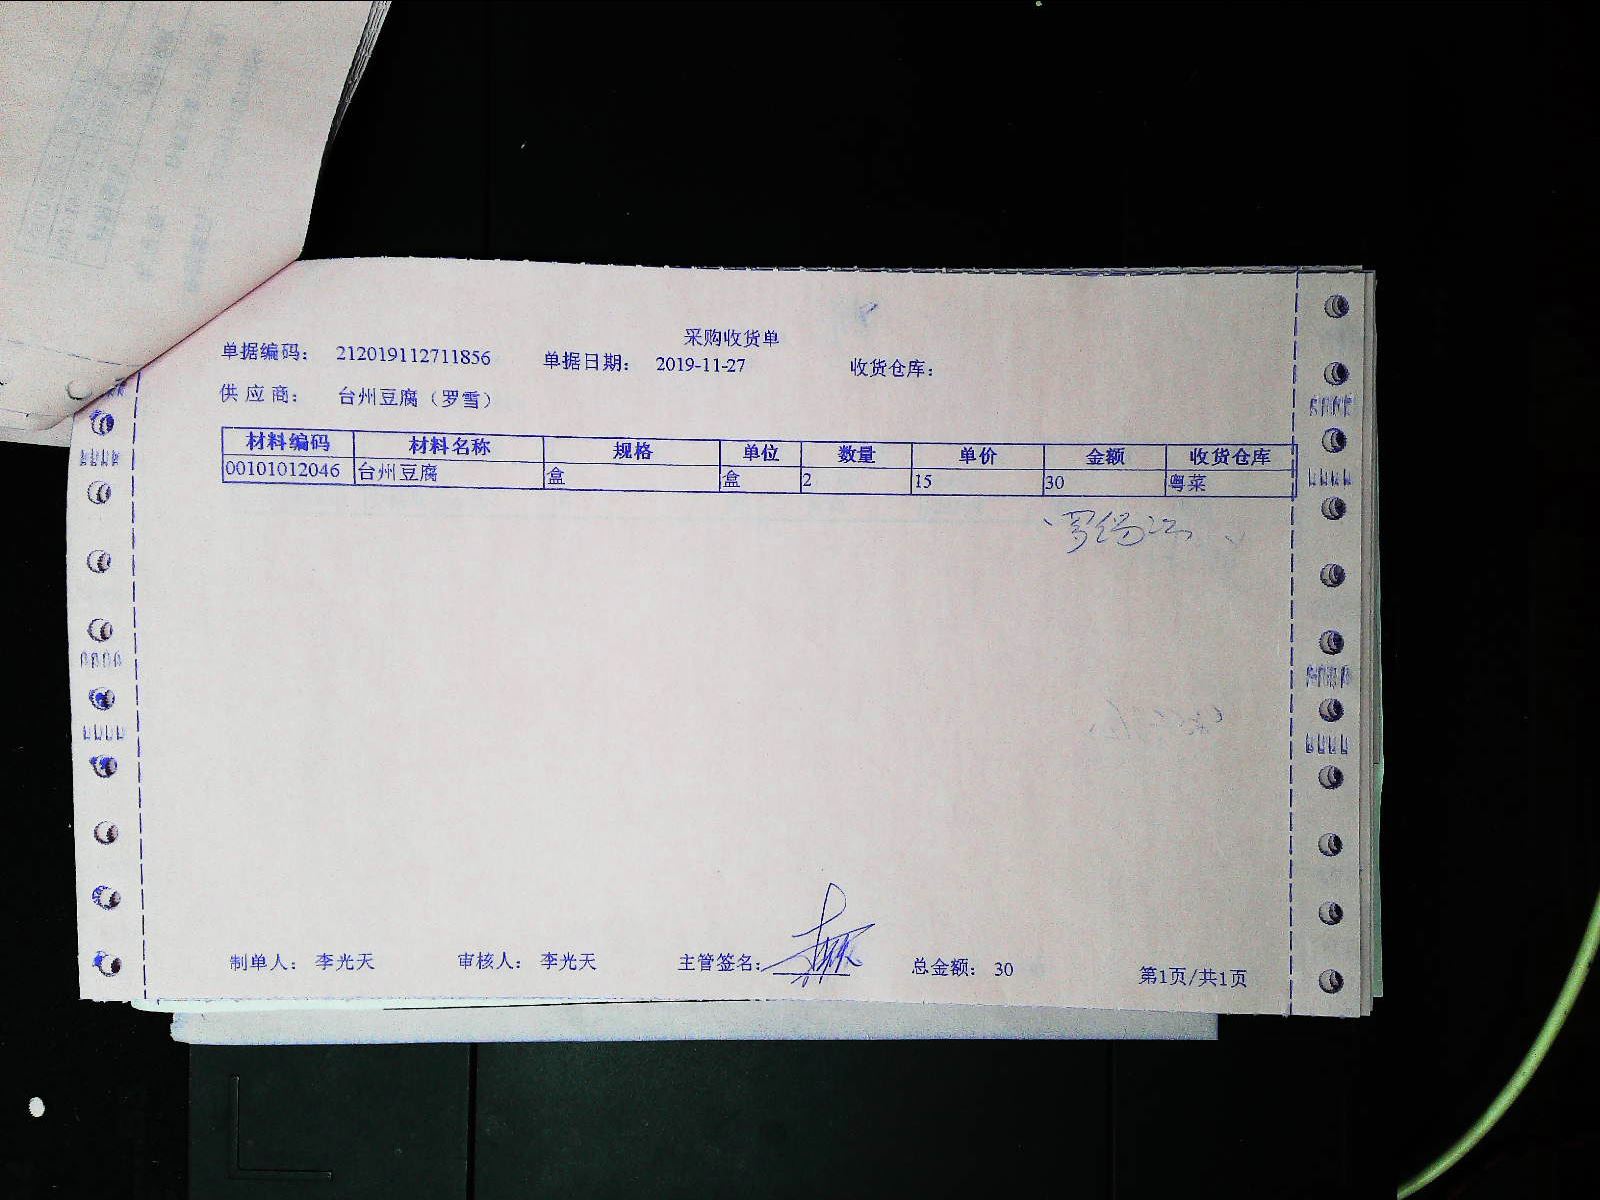 采购收货单
单据编码： 212019112711856 单据日期： 2019-11-27 收货仓库：
供应商： 台州豆腐（罗雪）
材料编码 材料名称 规格 单位 数量 单价 金额 收货仓库
00101012046 台州豆腐 盒 盒 2 15 30 粤菜
制单人： 李光天 审核人： 李光天 主管签名： 总金额： 30 第1页/共1页